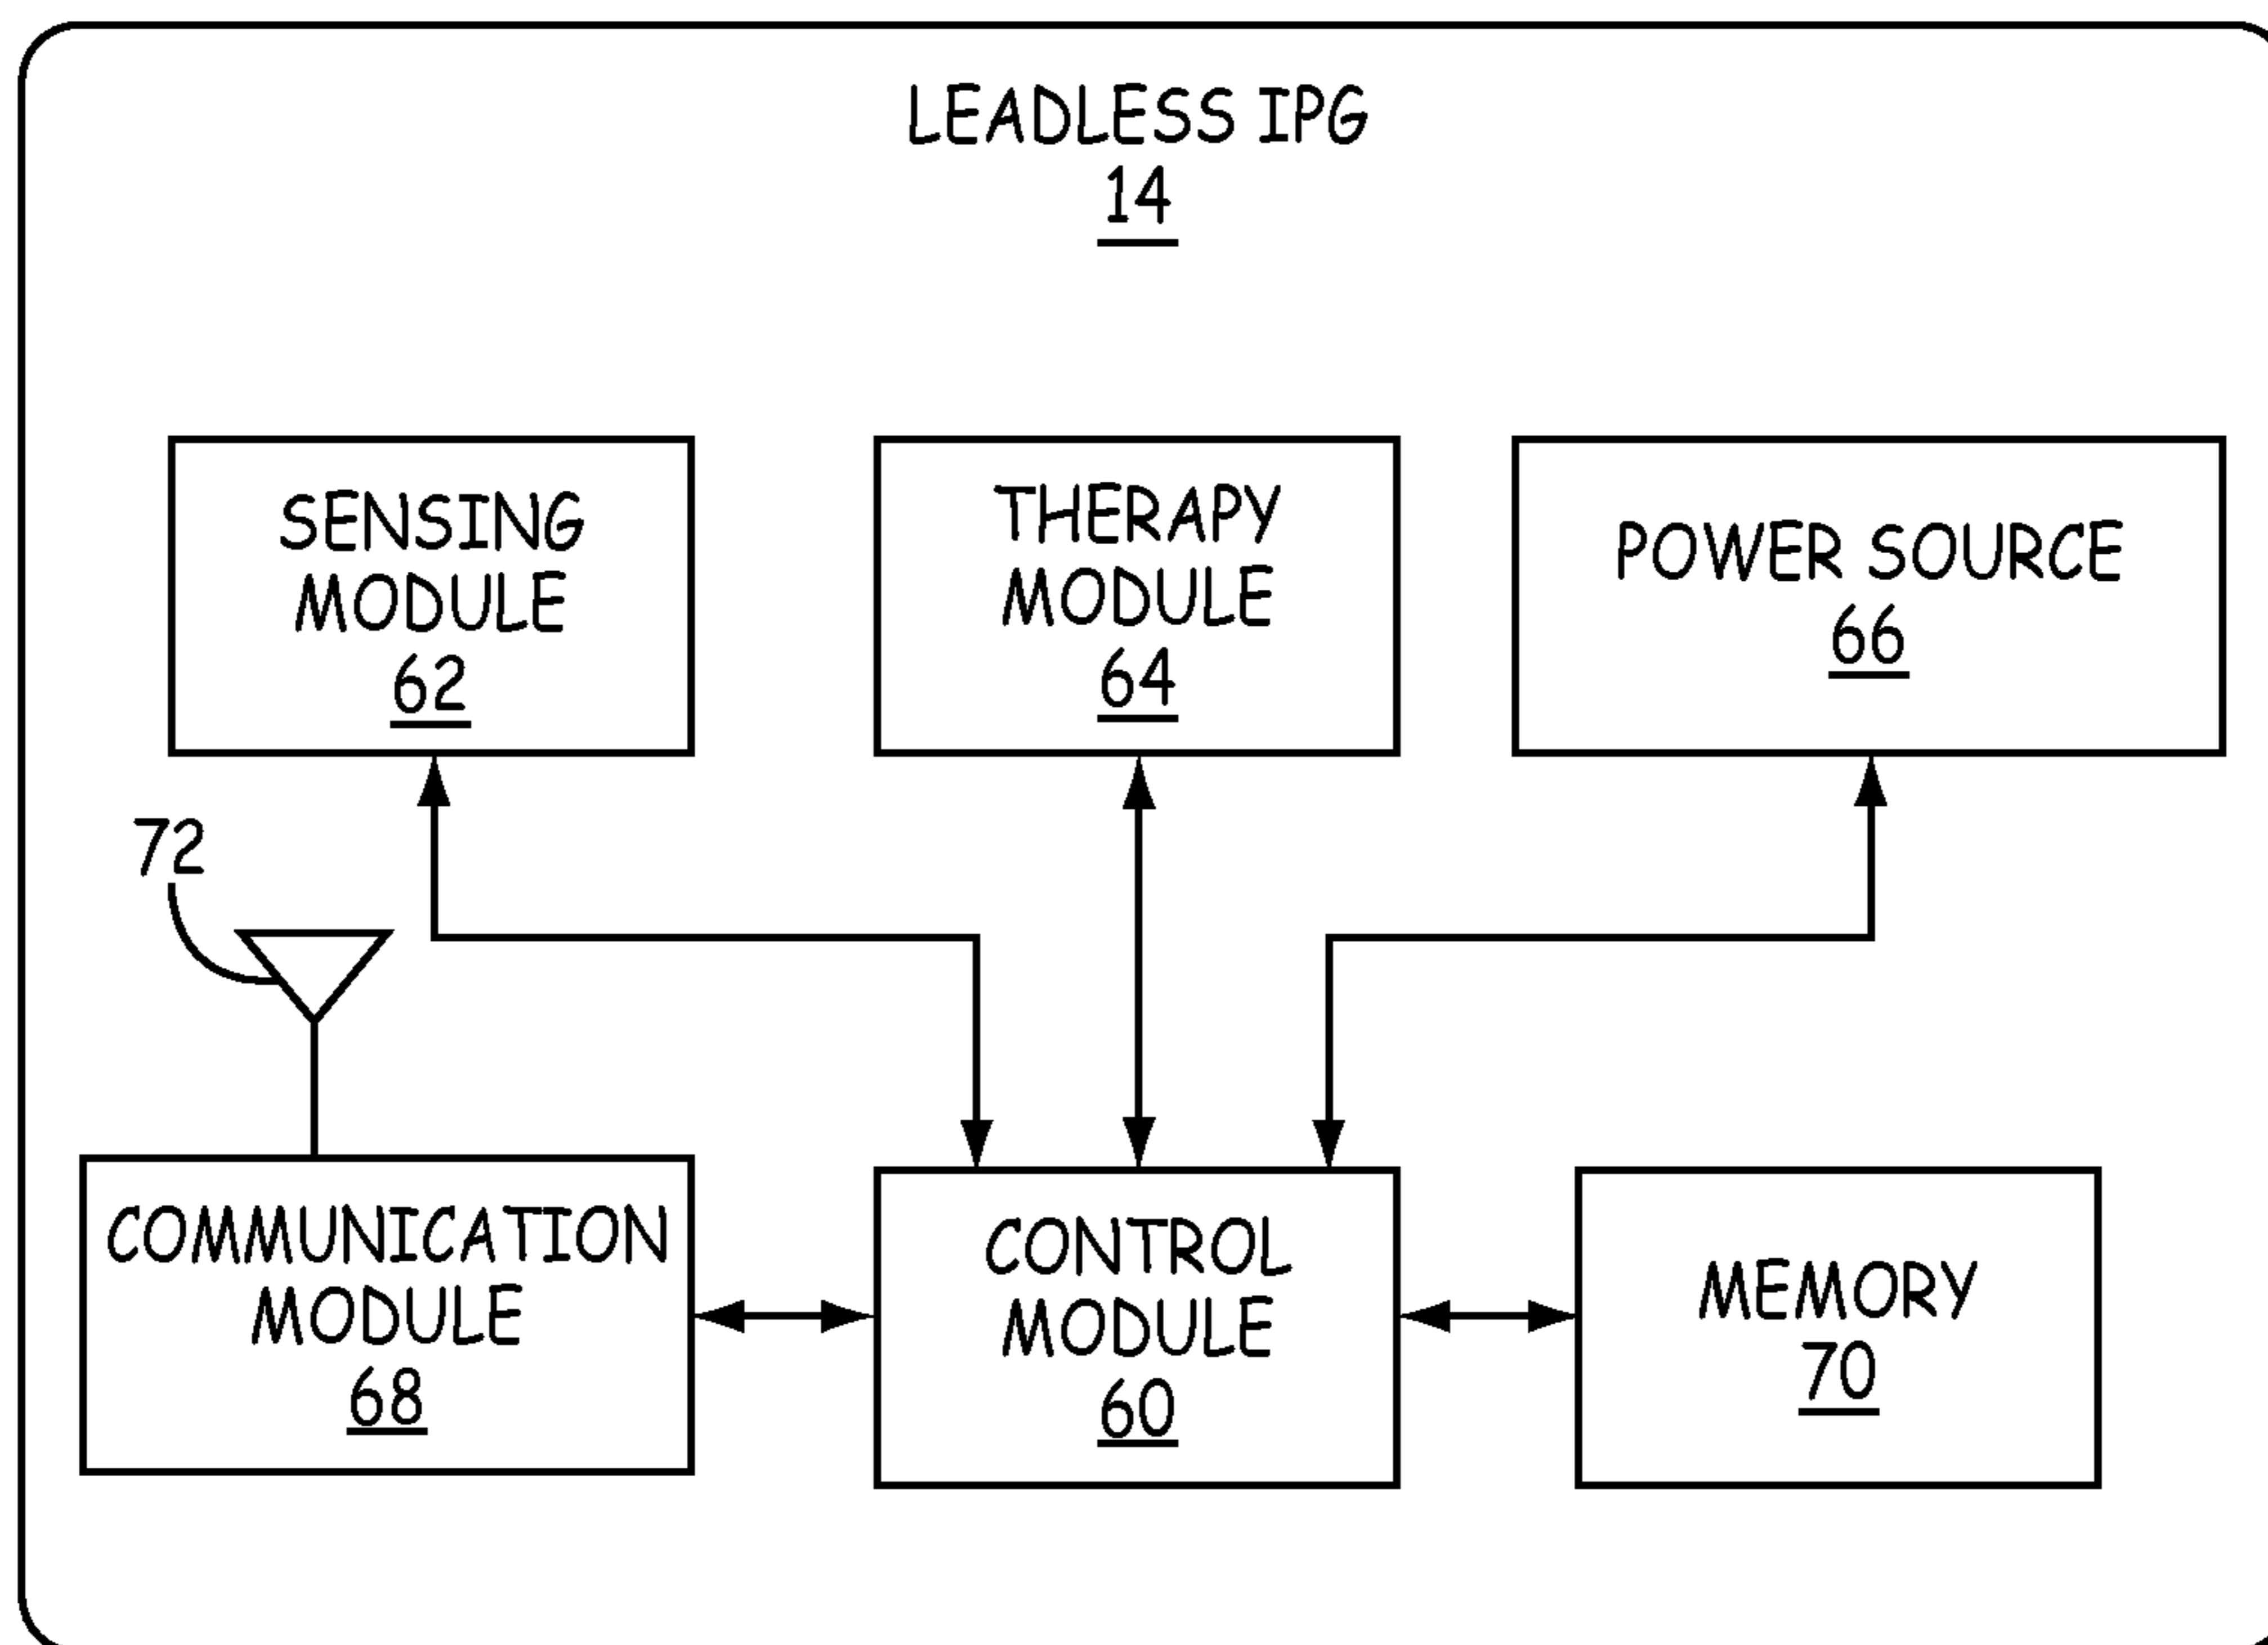 LEADLESS IPG
14
SENSING
MODULE
62
THERAPY
MODULE
64
POWER SOURCE
66
72
COMMUNICATION
MODULE
68
CONTROL
MODULE
60
MEMORY
70